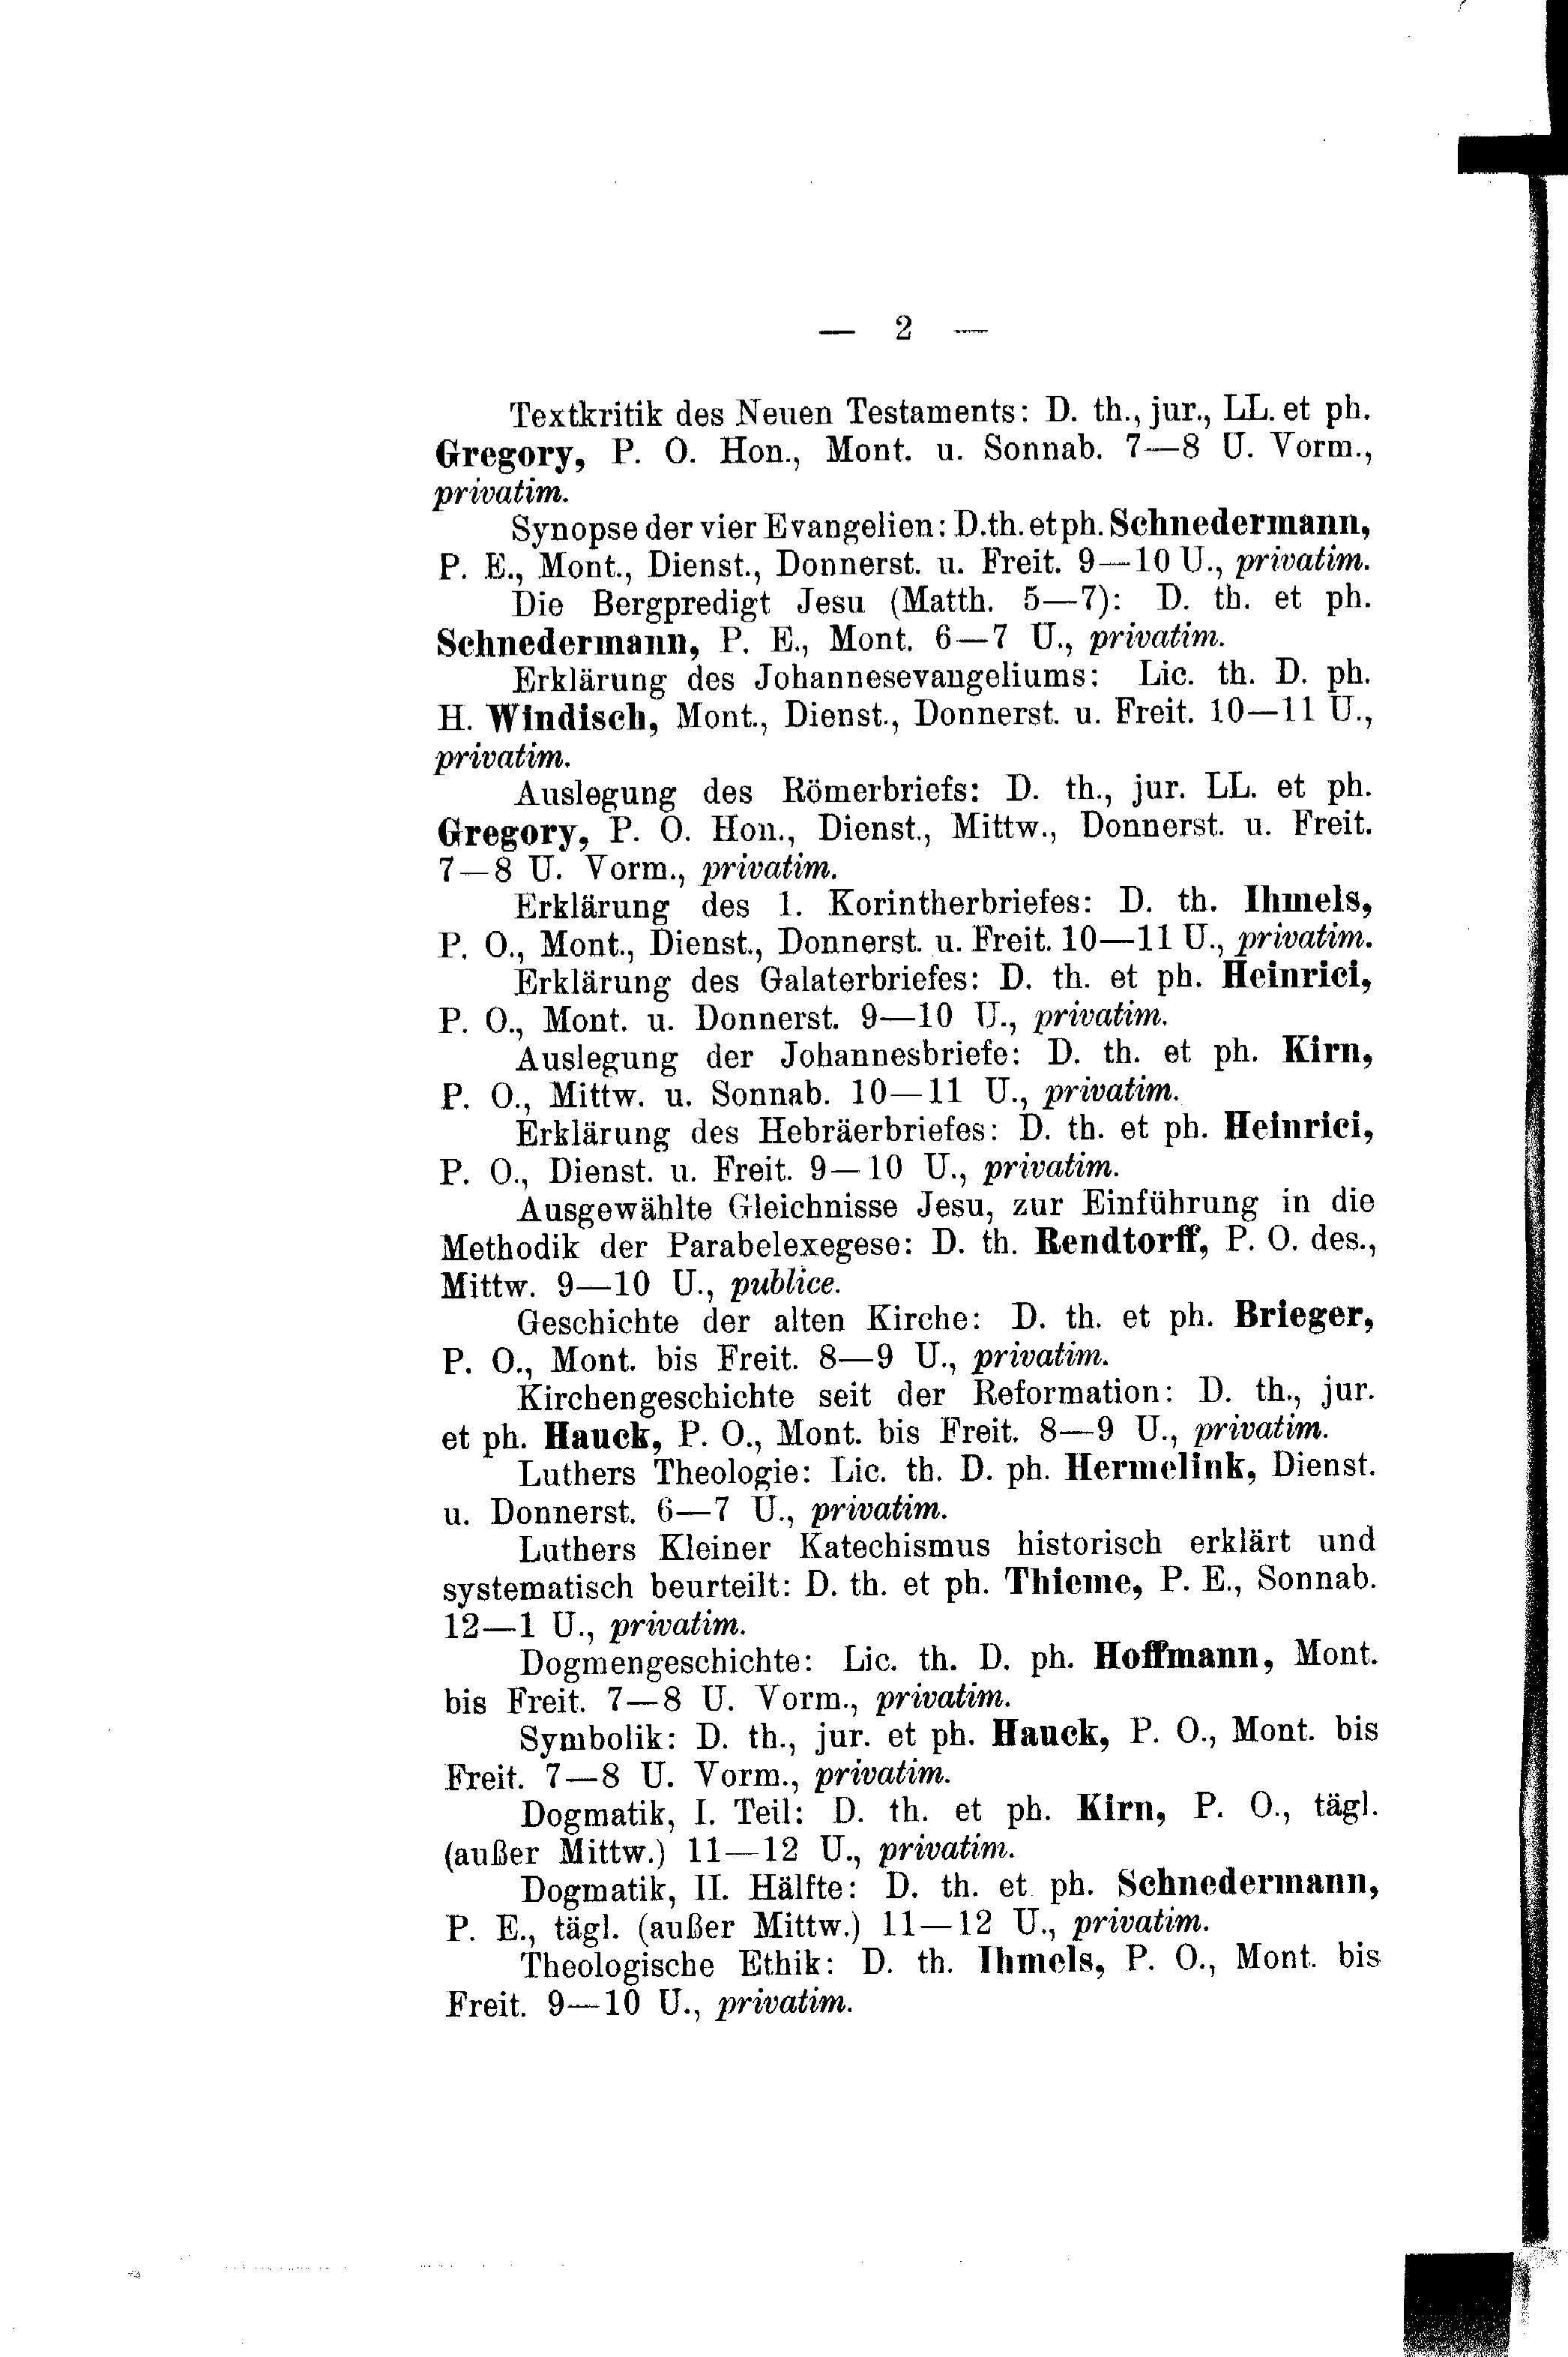 — 2 —
Textkritik des Neuen Testaments: D. th., jur., LL. et ph.
Gregory, P. O. Hon., Mont. u. Sonnab. 7—8 U. Vorm.,
privatim.
Synopse der vier Evangelien: D. th. et ph. Schnedermann,
P. E., Mont., Dienst., Donnerst. u. Freit. 9—10 U., privatim.
Die Bergpredigt Jesu (Matth. 5—7): D. th. et ph.
Schnedermann, P. E., Mont. 6—7 U., privatim.
Erklärung des Johannesevangeliums: Lic. th. D. ph.
H. Windisch, Mont., Dienst., Donnerst. u. Freit. 10—11 U.,
privatim.
Auslegung des Römerbriefs: D. th., jur. LL. et ph.
Gregory, P. O. Hon., Dienst., Mittw., Donnerst. u. Freit.
7—8 U. Vorm., privatim.
Erklärung des 1. Korintherbriefes: D. th. Ihmels,
P. O., Mont., Dienst., Donnerst. u. Freit. 10—11 U., privatim.
Erklärung des Galaterbriefes: D. th. et ph. Heinrici,
P. O., Mont. u. Donnerst. 9—10 U., privatim.
Auslegung der Johannesbriefe: D. th. et ph. Kirn,
P. O., Mittw. u. Sonnab. 10—11 U., privatim.
Erklärung des Hebräerbriefes: D. th. et ph. Heinrici,
P. O., Dienst. u. Freit. 9—10 U., privatim.
Ausgewählte Gleichnisse Jesu, zur Einführung in die
Methodik der Parabelexegese: D. th. Rendtorff, P. O. des.,
Mittw. 9—10 U., publice.
Geschichte der alten Kirche: D. th. et ph. Brieger,
P. O., Mont. bis Freit. 8—9 U., privatim.
Kirchengeschichte seit der Reformation: D. th., jur.
et ph. Hauck, P. O., Mont. bis Freit. 8—9 U., privatim.
Luthers Theologie: Lic. th. D. ph. Hermelink, Dienst.
u. Donnerst. 6—7 U., privatim.
Luthers Kleiner Katechismus historisch erklärt und
systematisch beurteilt: D. th. et ph. Thieme, P. E., Sonnab.
12—1 U., privatim.
Dogmengeschichte: Lic. th. D. ph. Hoffmann, Mont.
bis Freit. 7—8 U. Vorm., privatim.
Symbolik: D. th., jur. et ph. Hauck, P. O., Mont. bis
Freit. 7—8 U. Vorm., privatim.
Dogmatik, I. Teil: D. th. et ph. Kirn, P. O., tägl.
(außer Mittw.) 11—12 U., privatim.
Dogmatik, II. Hälfte: D. th. et ph. Schnedermann,
P. E., tägl. (außer Mittw.) 11—12 U., privatim.
Theologische Ethik: D. th. Ihmels, P. O., Mont. bis
Freit. 9—10 U., privatim.